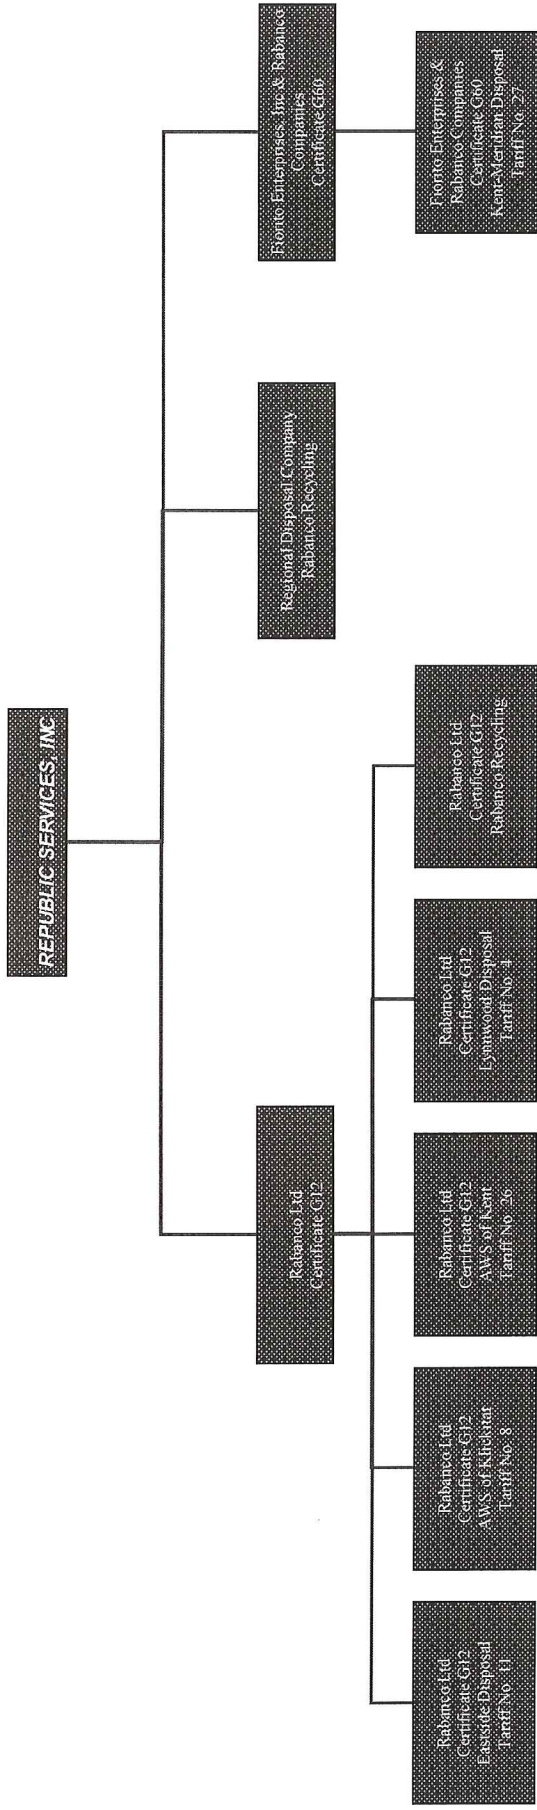 REPUBLIC SERVICES, INC
Rabanco Ltd
Certificate G12
Regional Disposal Company
Rabanco Recycling
Fiorito Enterprises, Inc & Rabanco
Companies
Certificate G60
Rabanco Ltd
Certificate G12
Eastside Disposal
Tariff No. 11
Rabanco Ltd
Certificate G12
AWS of Klickitat
Tariff No. 8
Rabanco Ltd
Certificate G12
AWS of Kent
Tariff No. 26
Rabanco Ltd
Certificate G12
Lynnwood Disposal
Tariff No. 4
Rabanco Ltd
Certificate G12
Rabanco Recycling
Fiorito Enterprises &
Rabanco Companies
Certificate G60
Kent-Meridian Disposal
Tariff No. 27